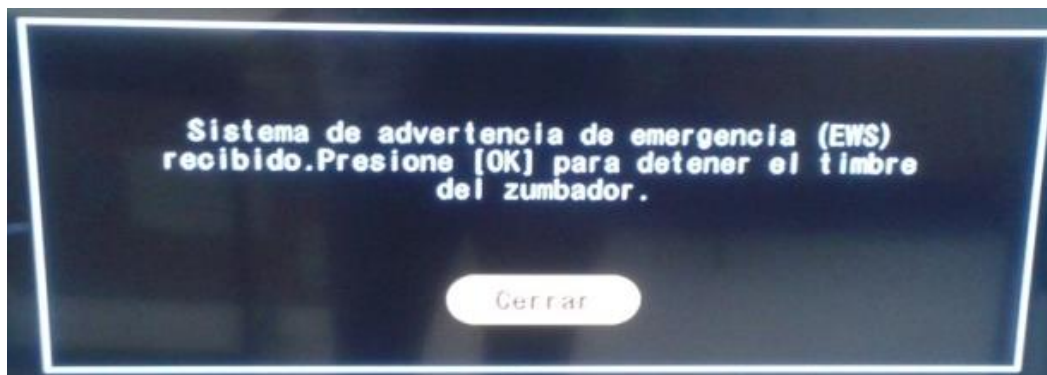 Sistema de advertencia de emergencia (EWS)
recibido.Presione [OK] para detener el timbre
del zumbador.
Cerrar